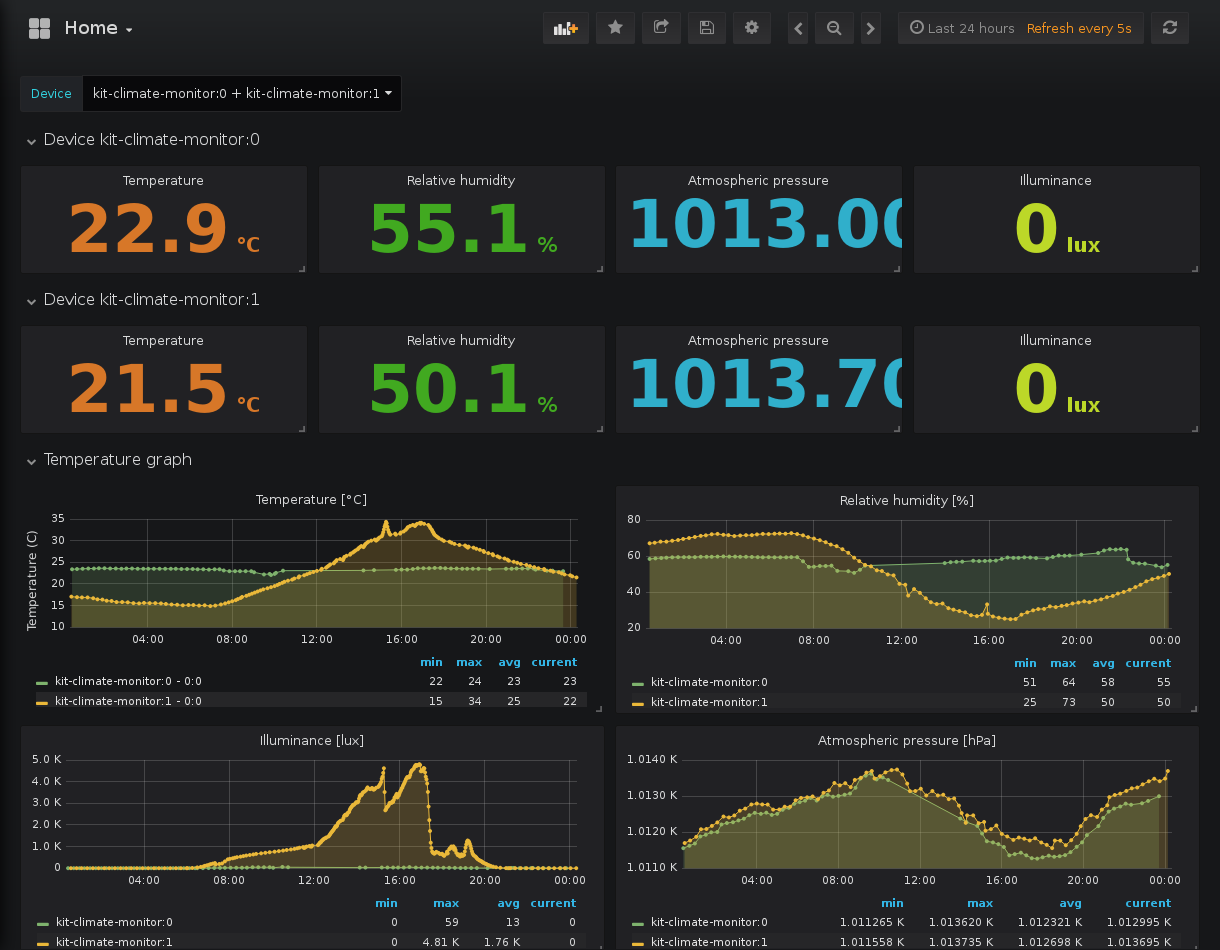 Home
Last 24 hours Refresh every 5s
Device kit-climate-monitor:0 + kit-climate-monitor:1
Device kit-climate-monitor:0
Temperature Relative humidity Atmospheric pressure Illuminance
22.9 °C 55.1 % 1013.00 0 lux
Device kit-climate-monitor:1
Temperature Relative humidity Atmospheric pressure Illuminance
21.5 °C 50.1 % 1013.70 0 lux
Temperature graph
Temperature [°C]
Temperature (C)
35
30
25
20
15
10
04:00 08:00 12:00 16:00 20:00 00:00
min max avg current
kit-climate-monitor:0 - 0:0 22 24 23 23
kit-climate-monitor:1 - 0:0 15 34 25 22
Relative humidity [%]
80
60
40
20
04:00 08:00 12:00 16:00 20:00 00:00
min max avg current
kit-climate-monitor:0 51 64 58 55
kit-climate-monitor:1 25 73 50 50
Illuminance [lux]
5.0 K
4.0 K
3.0 K
2.0 K
1.0 K
0
04:00 08:00 12:00 16:00 20:00 00:00
min max avg current
kit-climate-monitor:0 0 59 13 0
kit-climate-monitor:1 0 4.81 K 1.76 K 0
Atmospheric pressure [hPa]
1.0140 K
1.0130 K
1.0120 K
1.0110 K
04:00 08:00 12:00 16:00 20:00 00:00
min max avg current
kit-climate-monitor:0 1.011265 K 1.013620 K 1.012321 K 1.012995 K
kit-climate-monitor:1 1.011558 K 1.013735 K 1.012698 K 1.013695 K